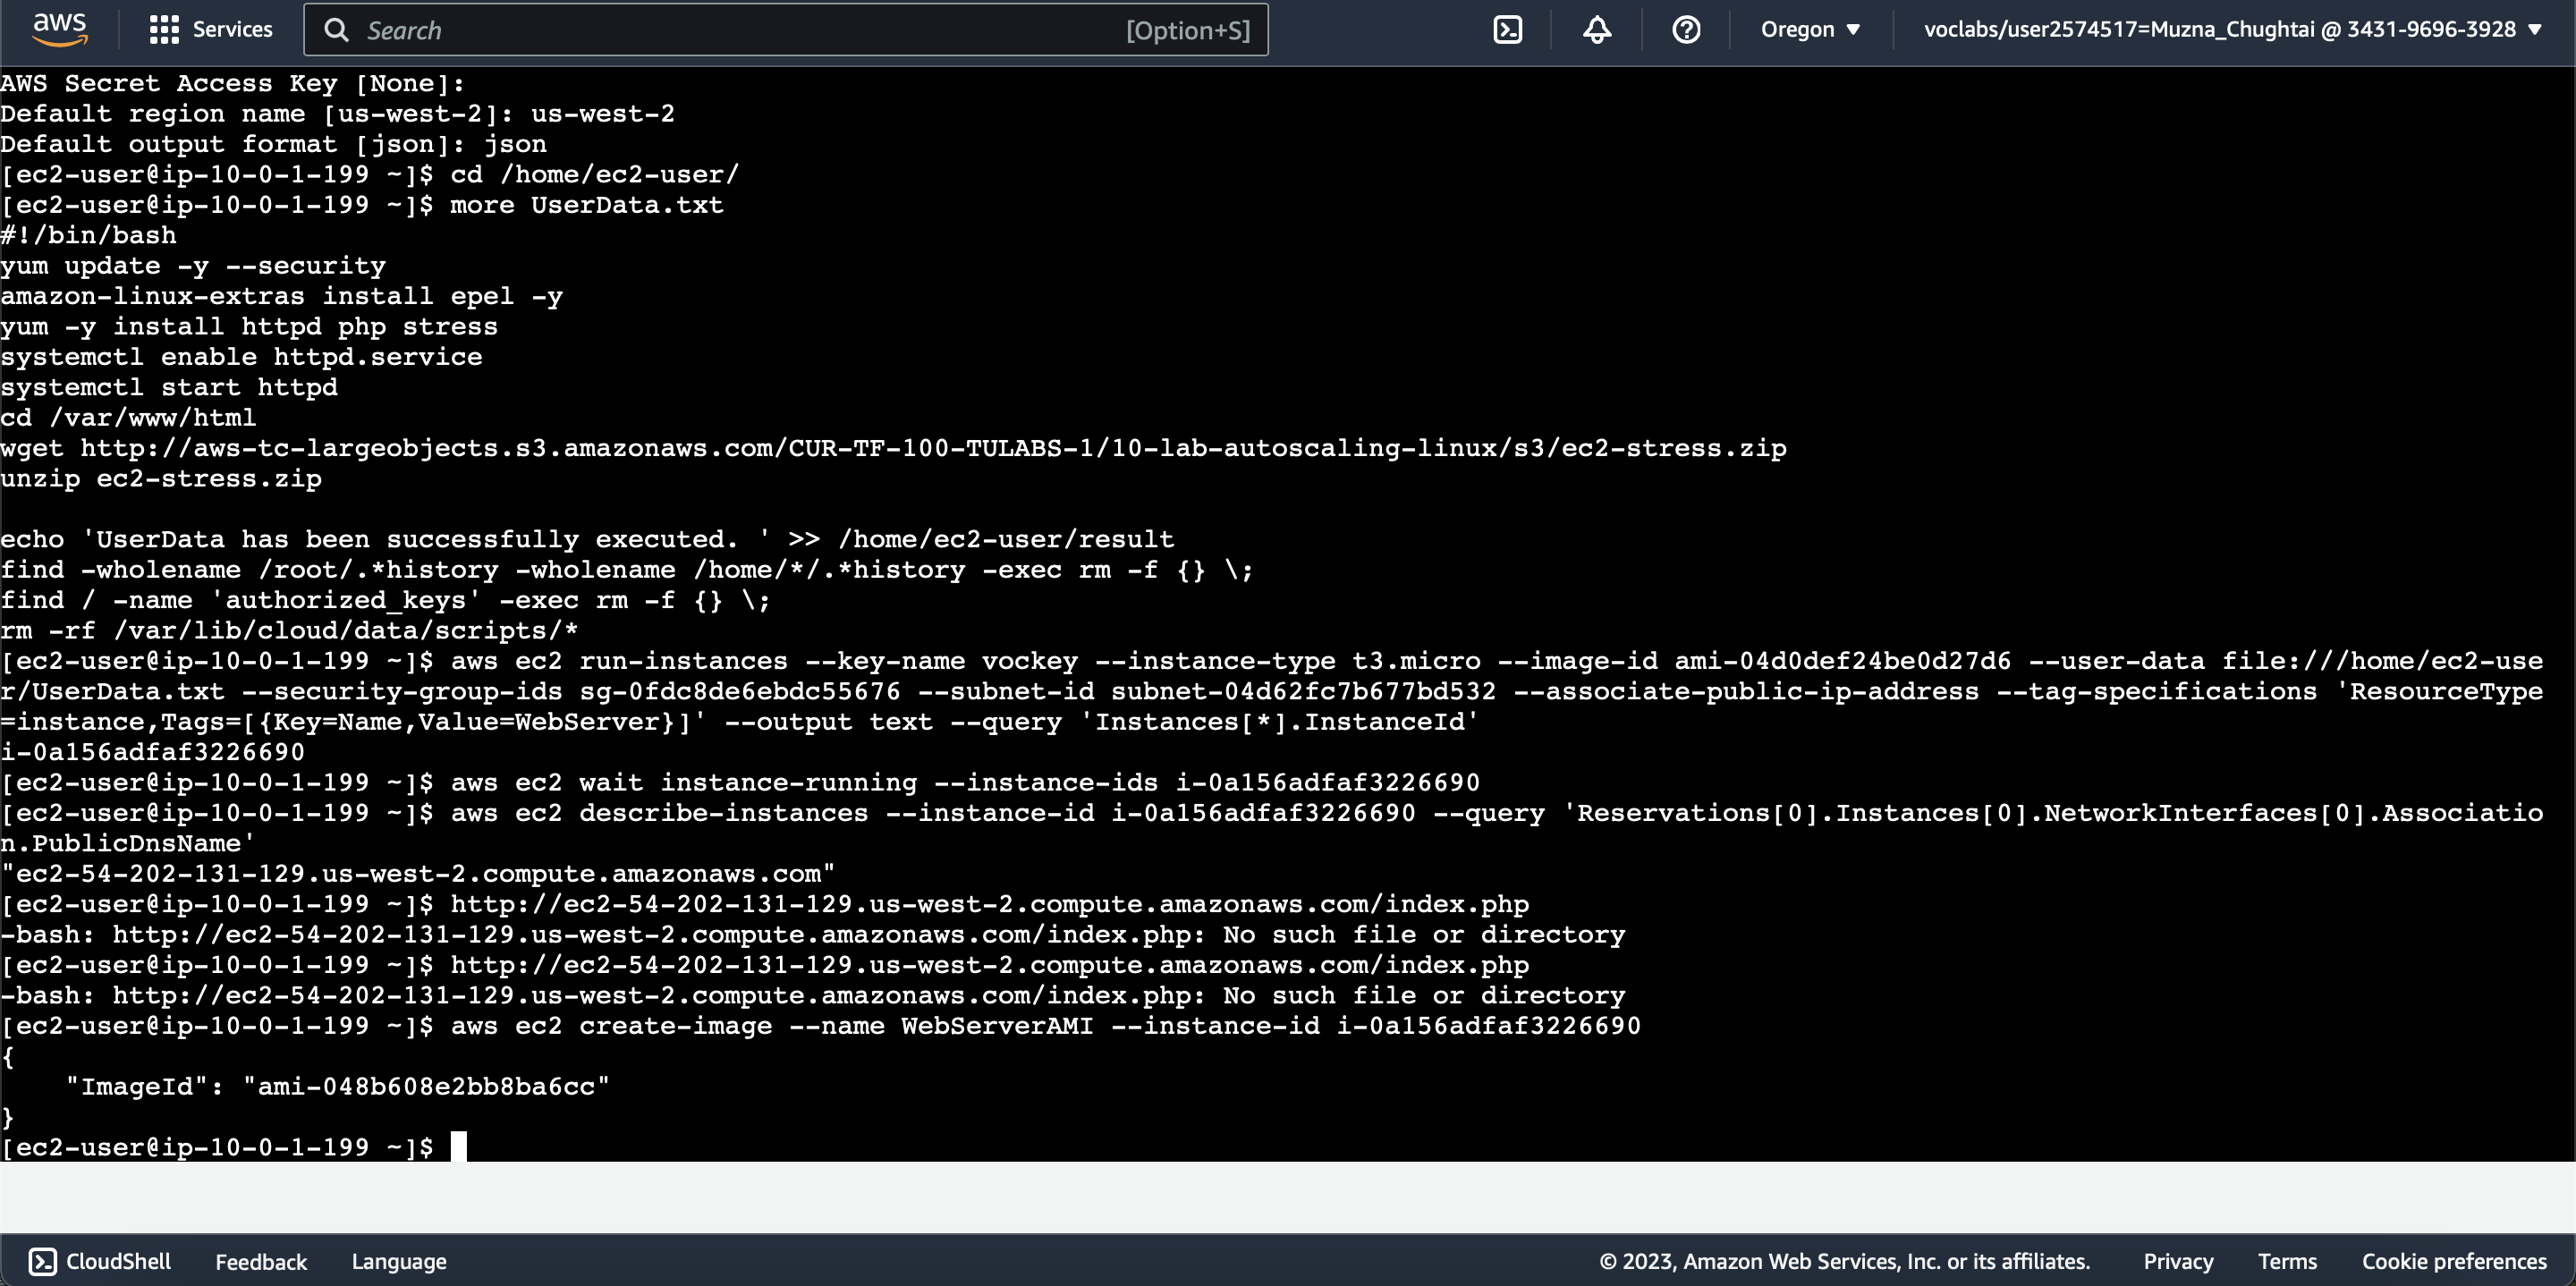 aws
Services
Search
[Option+S]
Oregon
voclabs/user2574517=Muzna_Chughtai @ 3431-9696-3928
AWS Secret Access Key [None]:
Default region name [us-west-2]: us-west-2
Default output format [json]: json
[ec2-user@ip-10-0-1-199 ~]$ cd /home/ec2-user/
[ec2-user@ip-10-0-1-199 ~]$ more UserData.txt
#!/bin/bash
yum update -y --security
amazon-linux-extras install epel -y
yum -y install httpd php stress
systemctl enable httpd.service
systemctl start httpd
cd /var/www/html
wget http://aws-tc-largeobjects.s3.amazonaws.com/CUR-TF-100-TULABS-1/10-lab-autoscaling-linux/s3/ec2-stress.zip
unzip ec2-stress.zip
echo 'UserData has been successfully executed. ' >> /home/ec2-user/result
find -wholename /root/.*history -wholename /home/*/.*history -exec rm -f {} \;
find / -name 'authorized_keys' -exec rm -f {} \;
rm -rf /var/lib/cloud/data/scripts/*
[ec2-user@ip-10-0-1-199 ~]$ aws ec2 run-instances --key-name vockey --instance-type t3.micro --image-id ami-04d0def24be0d27d6 --user-data file:///home/ec2-use
r/UserData.txt --security-group-ids sg-0fdc8de6ebdc55676 --subnet-id subnet-04d62fc7b677bd532 --associate-public-ip-address --tag-specifications 'ResourceType
=instance,Tags=[{Key=Name,Value=WebServer}]' --output text --query 'Instances[*].InstanceId'
i-0a156adfaf3226690
[ec2-user@ip-10-0-1-199 ~]$ aws ec2 wait instance-running --instance-ids i-0a156adfaf3226690
[ec2-user@ip-10-0-1-199 ~]$ aws ec2 describe-instances --instance-id i-0a156adfaf3226690 --query 'Reservations[0].Instances[0].NetworkInterfaces[0].Associatio
n.PublicDnsName'
"ec2-54-202-131-129.us-west-2.compute.amazonaws.com"
[ec2-user@ip-10-0-1-199 ~]$ http://ec2-54-202-131-129.us-west-2.compute.amazonaws.com/index.php
-bash: http://ec2-54-202-131-129.us-west-2.compute.amazonaws.com/index.php: No such file or directory
[ec2-user@ip-10-0-1-199 ~]$ http://ec2-54-202-131-129.us-west-2.compute.amazonaws.com/index.php
-bash: http://ec2-54-202-131-129.us-west-2.compute.amazonaws.com/index.php: No such file or directory
[ec2-user@ip-10-0-1-199 ~]$ aws ec2 create-image --name WebServerAMI --instance-id i-0a156adfaf3226690
{
    "ImageId": "ami-048b608e2bb8ba6cc"
}
[ec2-user@ip-10-0-1-199 ~]$
CloudShell
Feedback
Language
© 2023, Amazon Web Services, Inc. or its affiliates.
Privacy
Terms
Cookie preferences